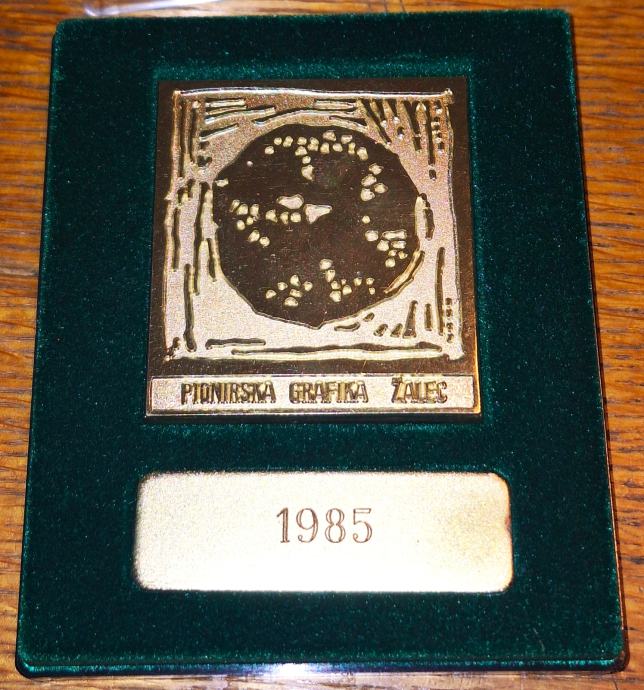 PIONIRSKA GRAFIKA ŽALEC
1985